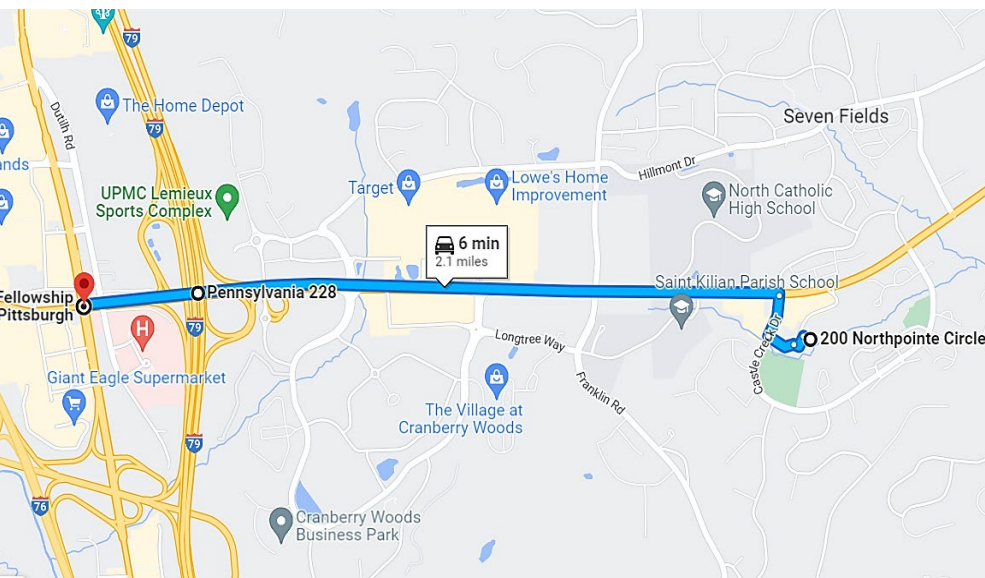 79
Dutilh Rd
The Home Depot
79
ands
UPMC Lemieux
Sports Complex
Target
Lowe's Home
Improvement
Hillmont Dr
Seven Fields
North Catholic
High School
6 min
2.1 miles
Fellowship
Pittsburgh
Pennsylvania 228
Saint Kilian Parish School
79
H
Longtree Way
Castle Creek Dr
200 Northpointe Circle
Giant Eagle Supermarket
Franklin Rd
The Village at
Cranberry Woods
79
76
Cranberry Woods
Business Park